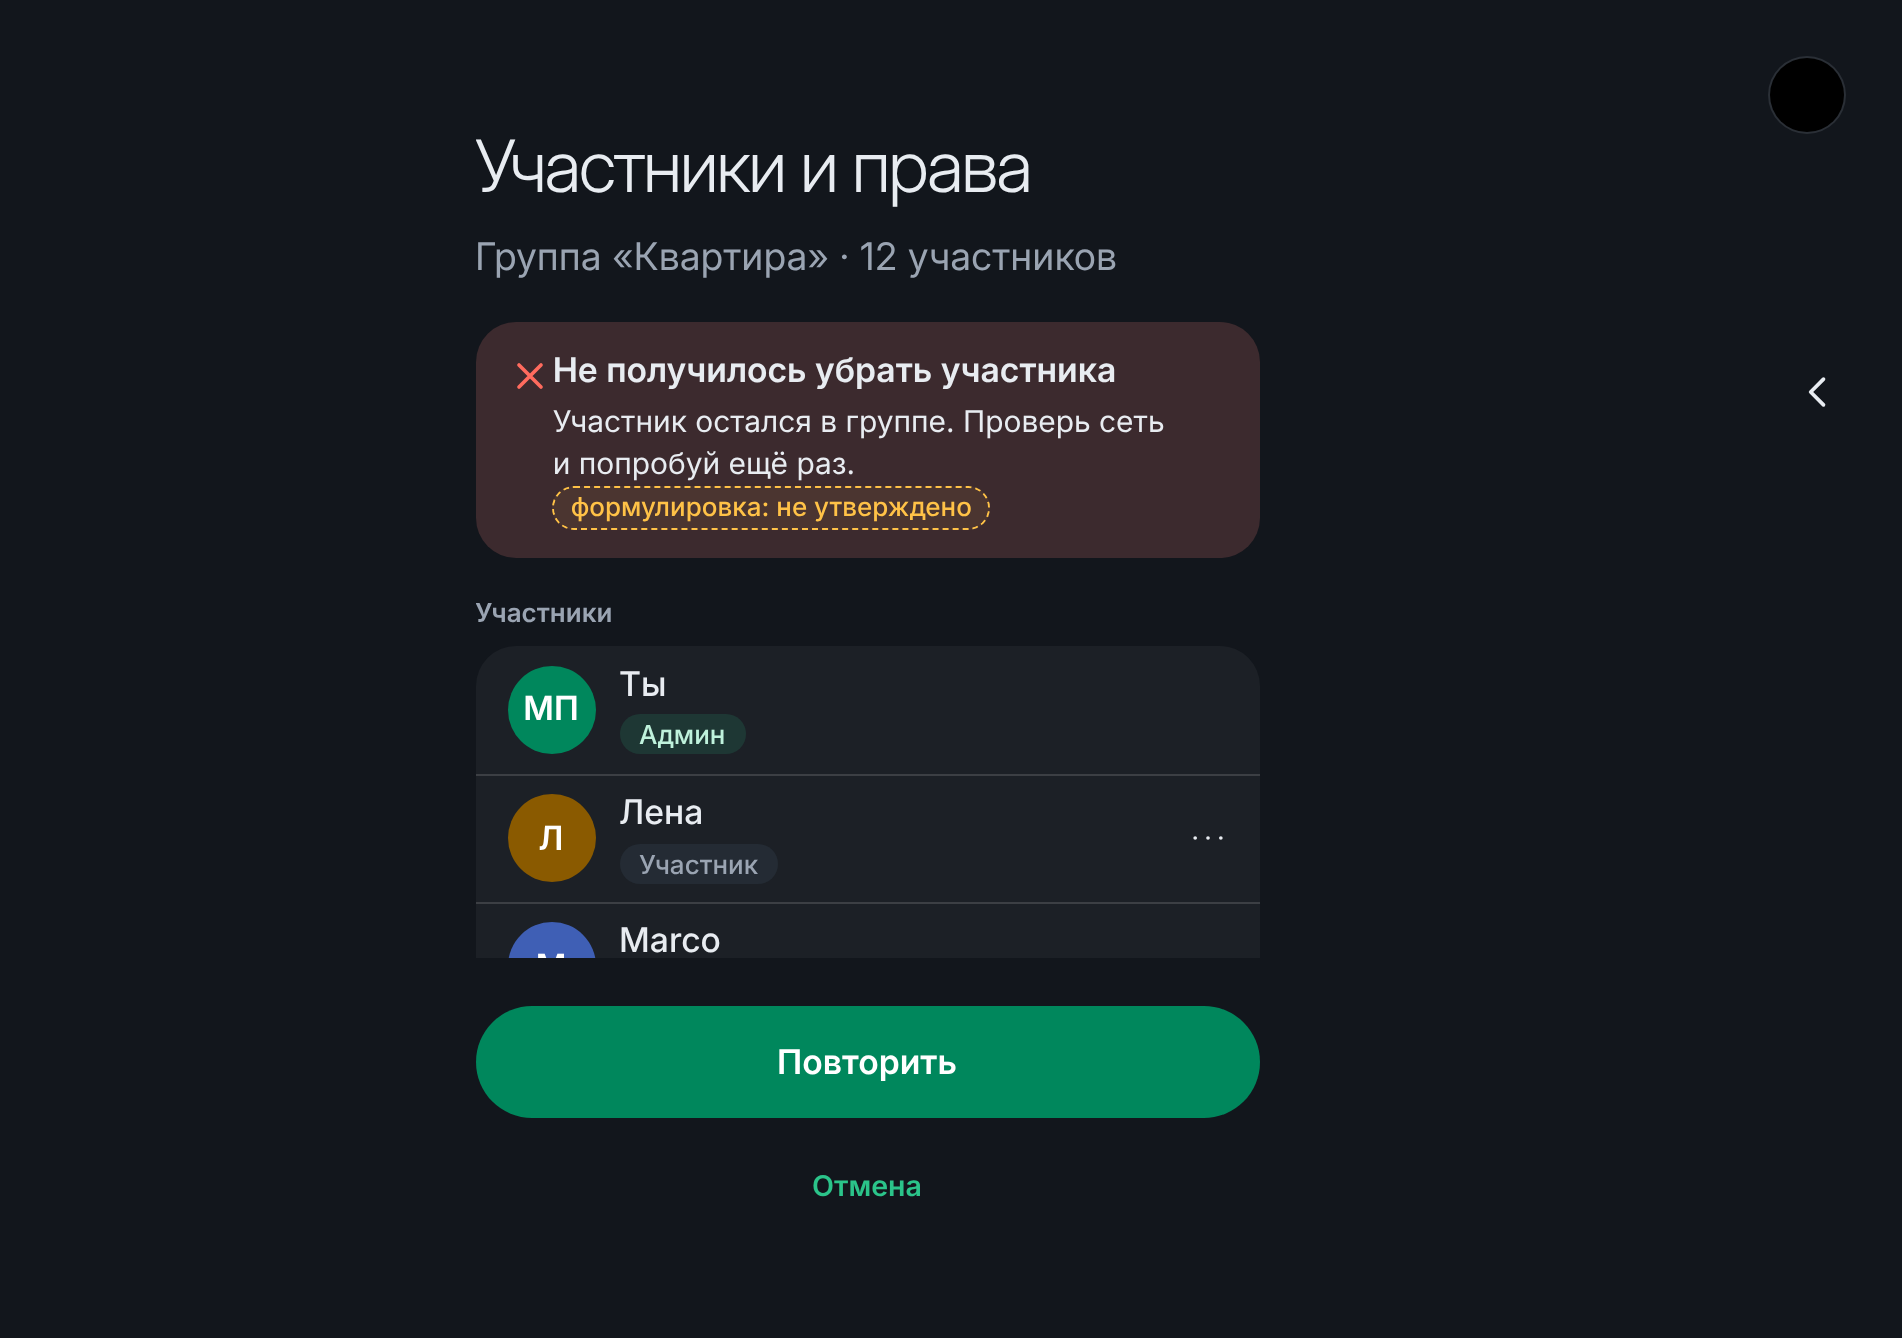 Участники и права
Группа «Квартира» · 12 участников
Не получилось убрать участника
Участник остался в группе. Проверь сеть
и попробуй ещё раз.
формулировка: не утверждено
Участники
МП
Ты
Админ
Л
Лена
Участник
Marco
Повторить
Отмена